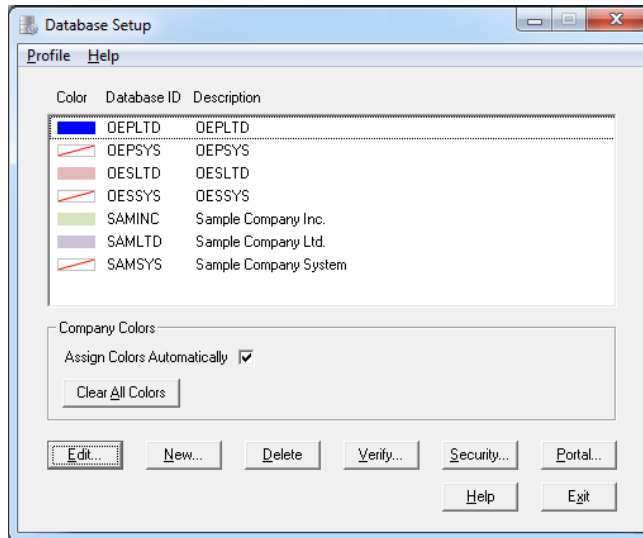 Database Setup
Profile Help
Color Database ID Description
OEPLTD OEPLTD
OEPSYS OEPSYS
OESLTD OESLTD
OESSYS OESSYS
SAMINC Sample Company Inc.
SAMLTD Sample Company Ltd.
SAMSYS Sample Company System
Company Colors
Assign Colors Automatically
Clear All Colors
Edit... New... Delete Verify... Security... Portal...
Help Exit